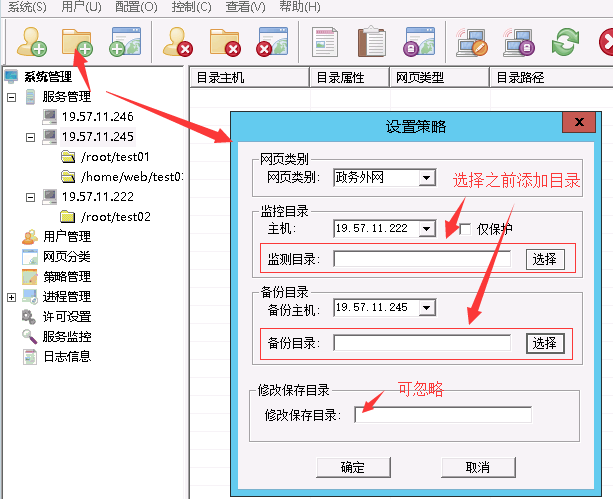 系统(S) 用户(U) 配置(O) 控制(C) 查看(V) 帮助(H)
系统管理
服务管理
19.57.11.246
19.57.11.245
/root/test01
/home/web/test0
19.57.11.222
/root/test02
用户管理
网页分类
策略管理
进程管理
许可设置
服务监控
日志信息
目录主机 目录属性 网页类型 目录路径
设置策略
x
网页类别
网页类别: 政务外网
选择之前添加目录
监控目录
主机: 19.57.11.222 仅保护
监测目录: 选择
备份目录
备份主机: 19.57.11.245
备份目录: 选择
修改保存目录
可忽略
修改保存目录:
确定 取消